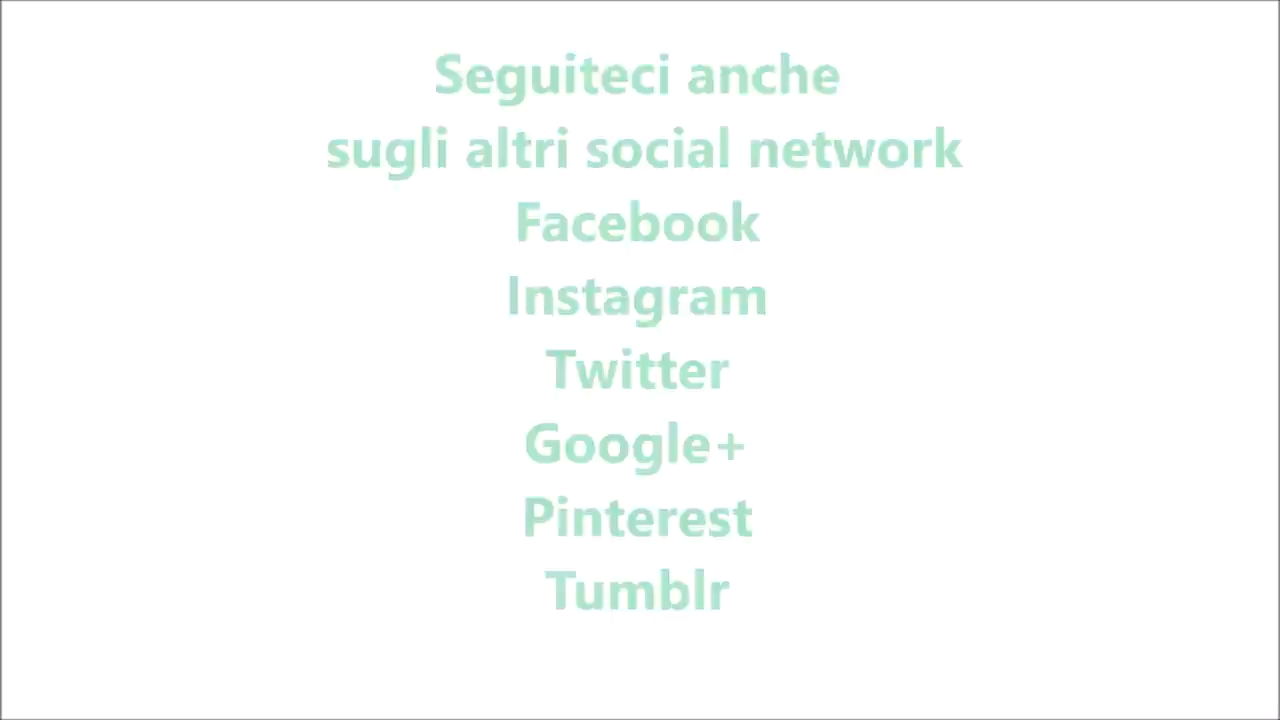 Seguiteci anche
sugli altri social network
Facebook
Instagram
Twitter
Google+
Pinterest
Tumblr